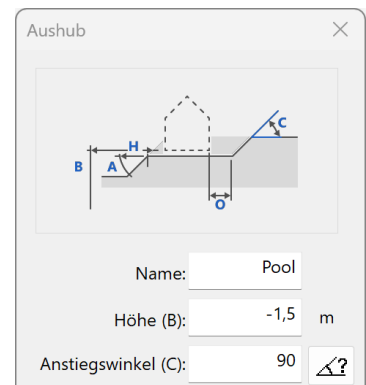 Aushub
C
H
B
A
O
Name: Pool
Höhe (B): -1,5 m
Anstiegswinkel (C): 90 ?